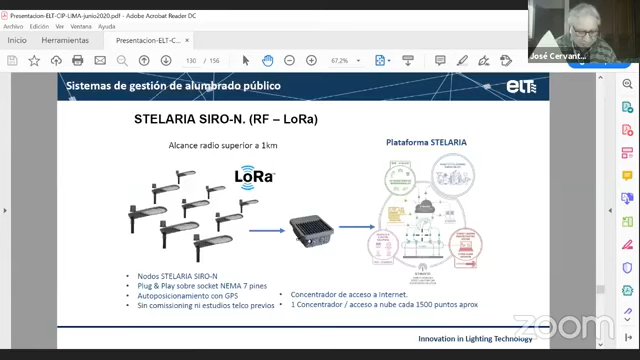 Presentacion-ELT-CIP-LIMA-junio2020.pdf - Adobe Acrobat Reader DC
Archivo Edición Ver Ventana Ayuda
Inicio Herramientas Presentacion-ELT-C...
130 / 156 67,2%
José Cervant
Sistemas de gestión de alumbrado público
ELT
STELARIA SIRO-N. (RF – LoRa)
Alcance radio superior a 1km
Plataforma STELARIA
LoRa
Nodos STELARIA SIRO-N
Plug & Play sobre socket NEMA 7 pines
Autoposicionamiento con GPS
Sin comissioning ni estudios telco previos
Concentrador de acceso a Internet.
1 Concentrador / acceso a nube cada 1500 puntos aprox
Innovation in Lighting Technology
zoom